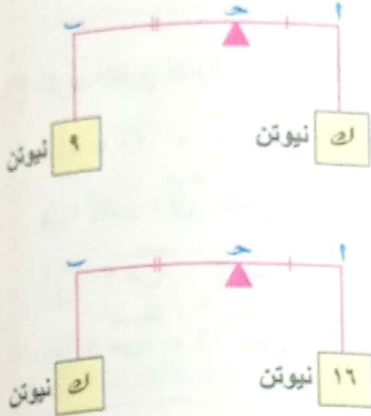 أ حـ ب
ك نيوتن ٩ نيوتن
أ حـ ب
١٦ نيوتن ك نيوتن